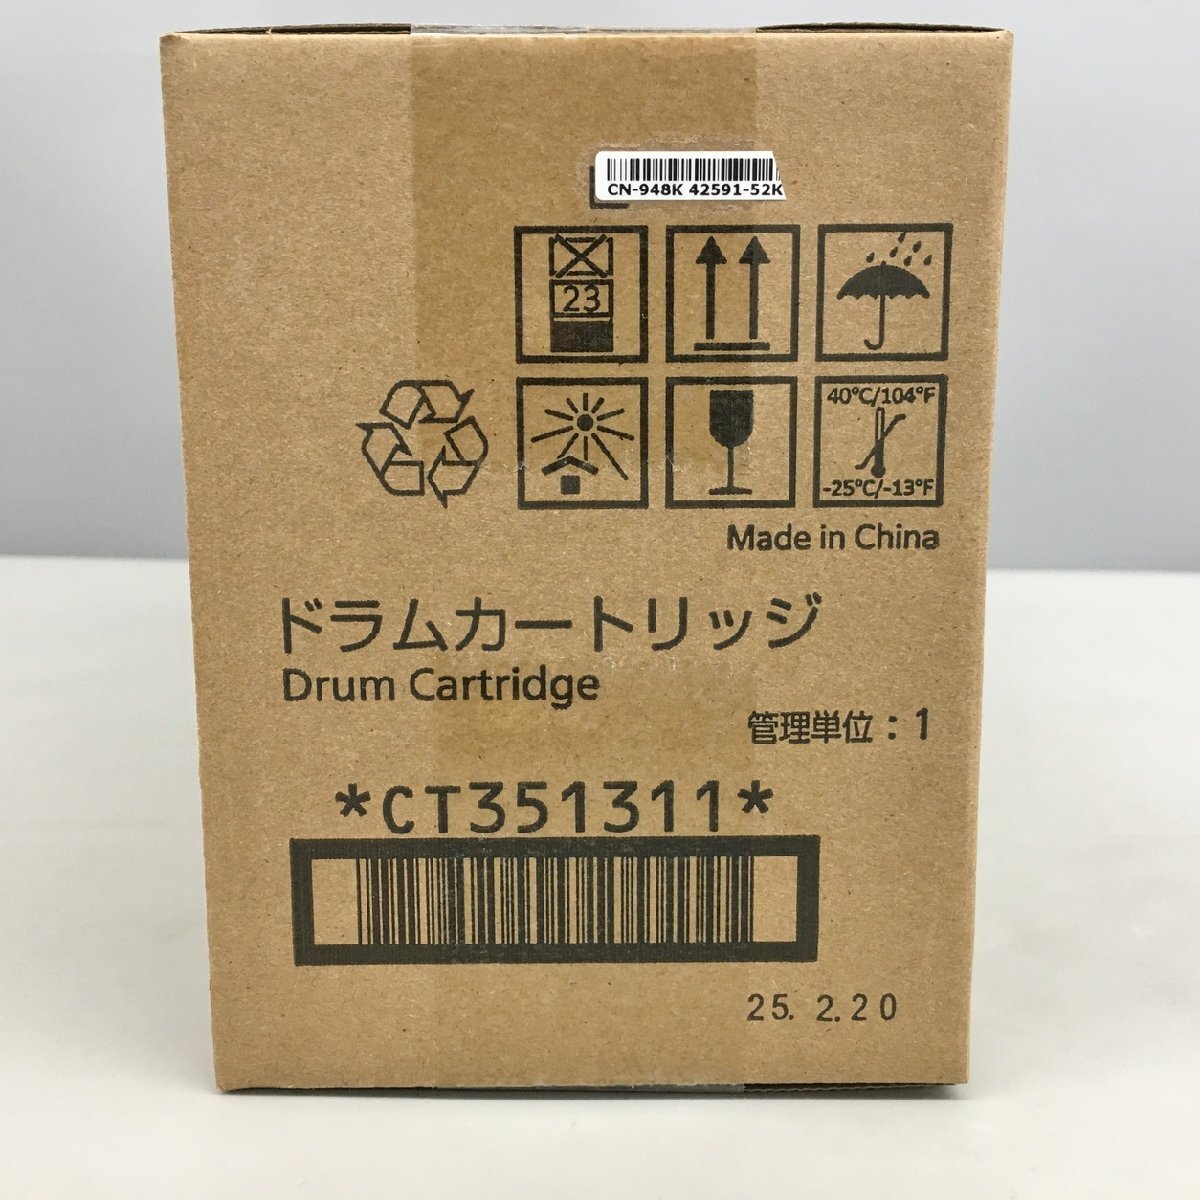 CN-948K 42591-52K
23
40°C/104°F
-25°C/-13°F
Made in China
ドラムカートリッジ
Drum Cartridge
管理単位：1
*CT351311*
25. 2. 20